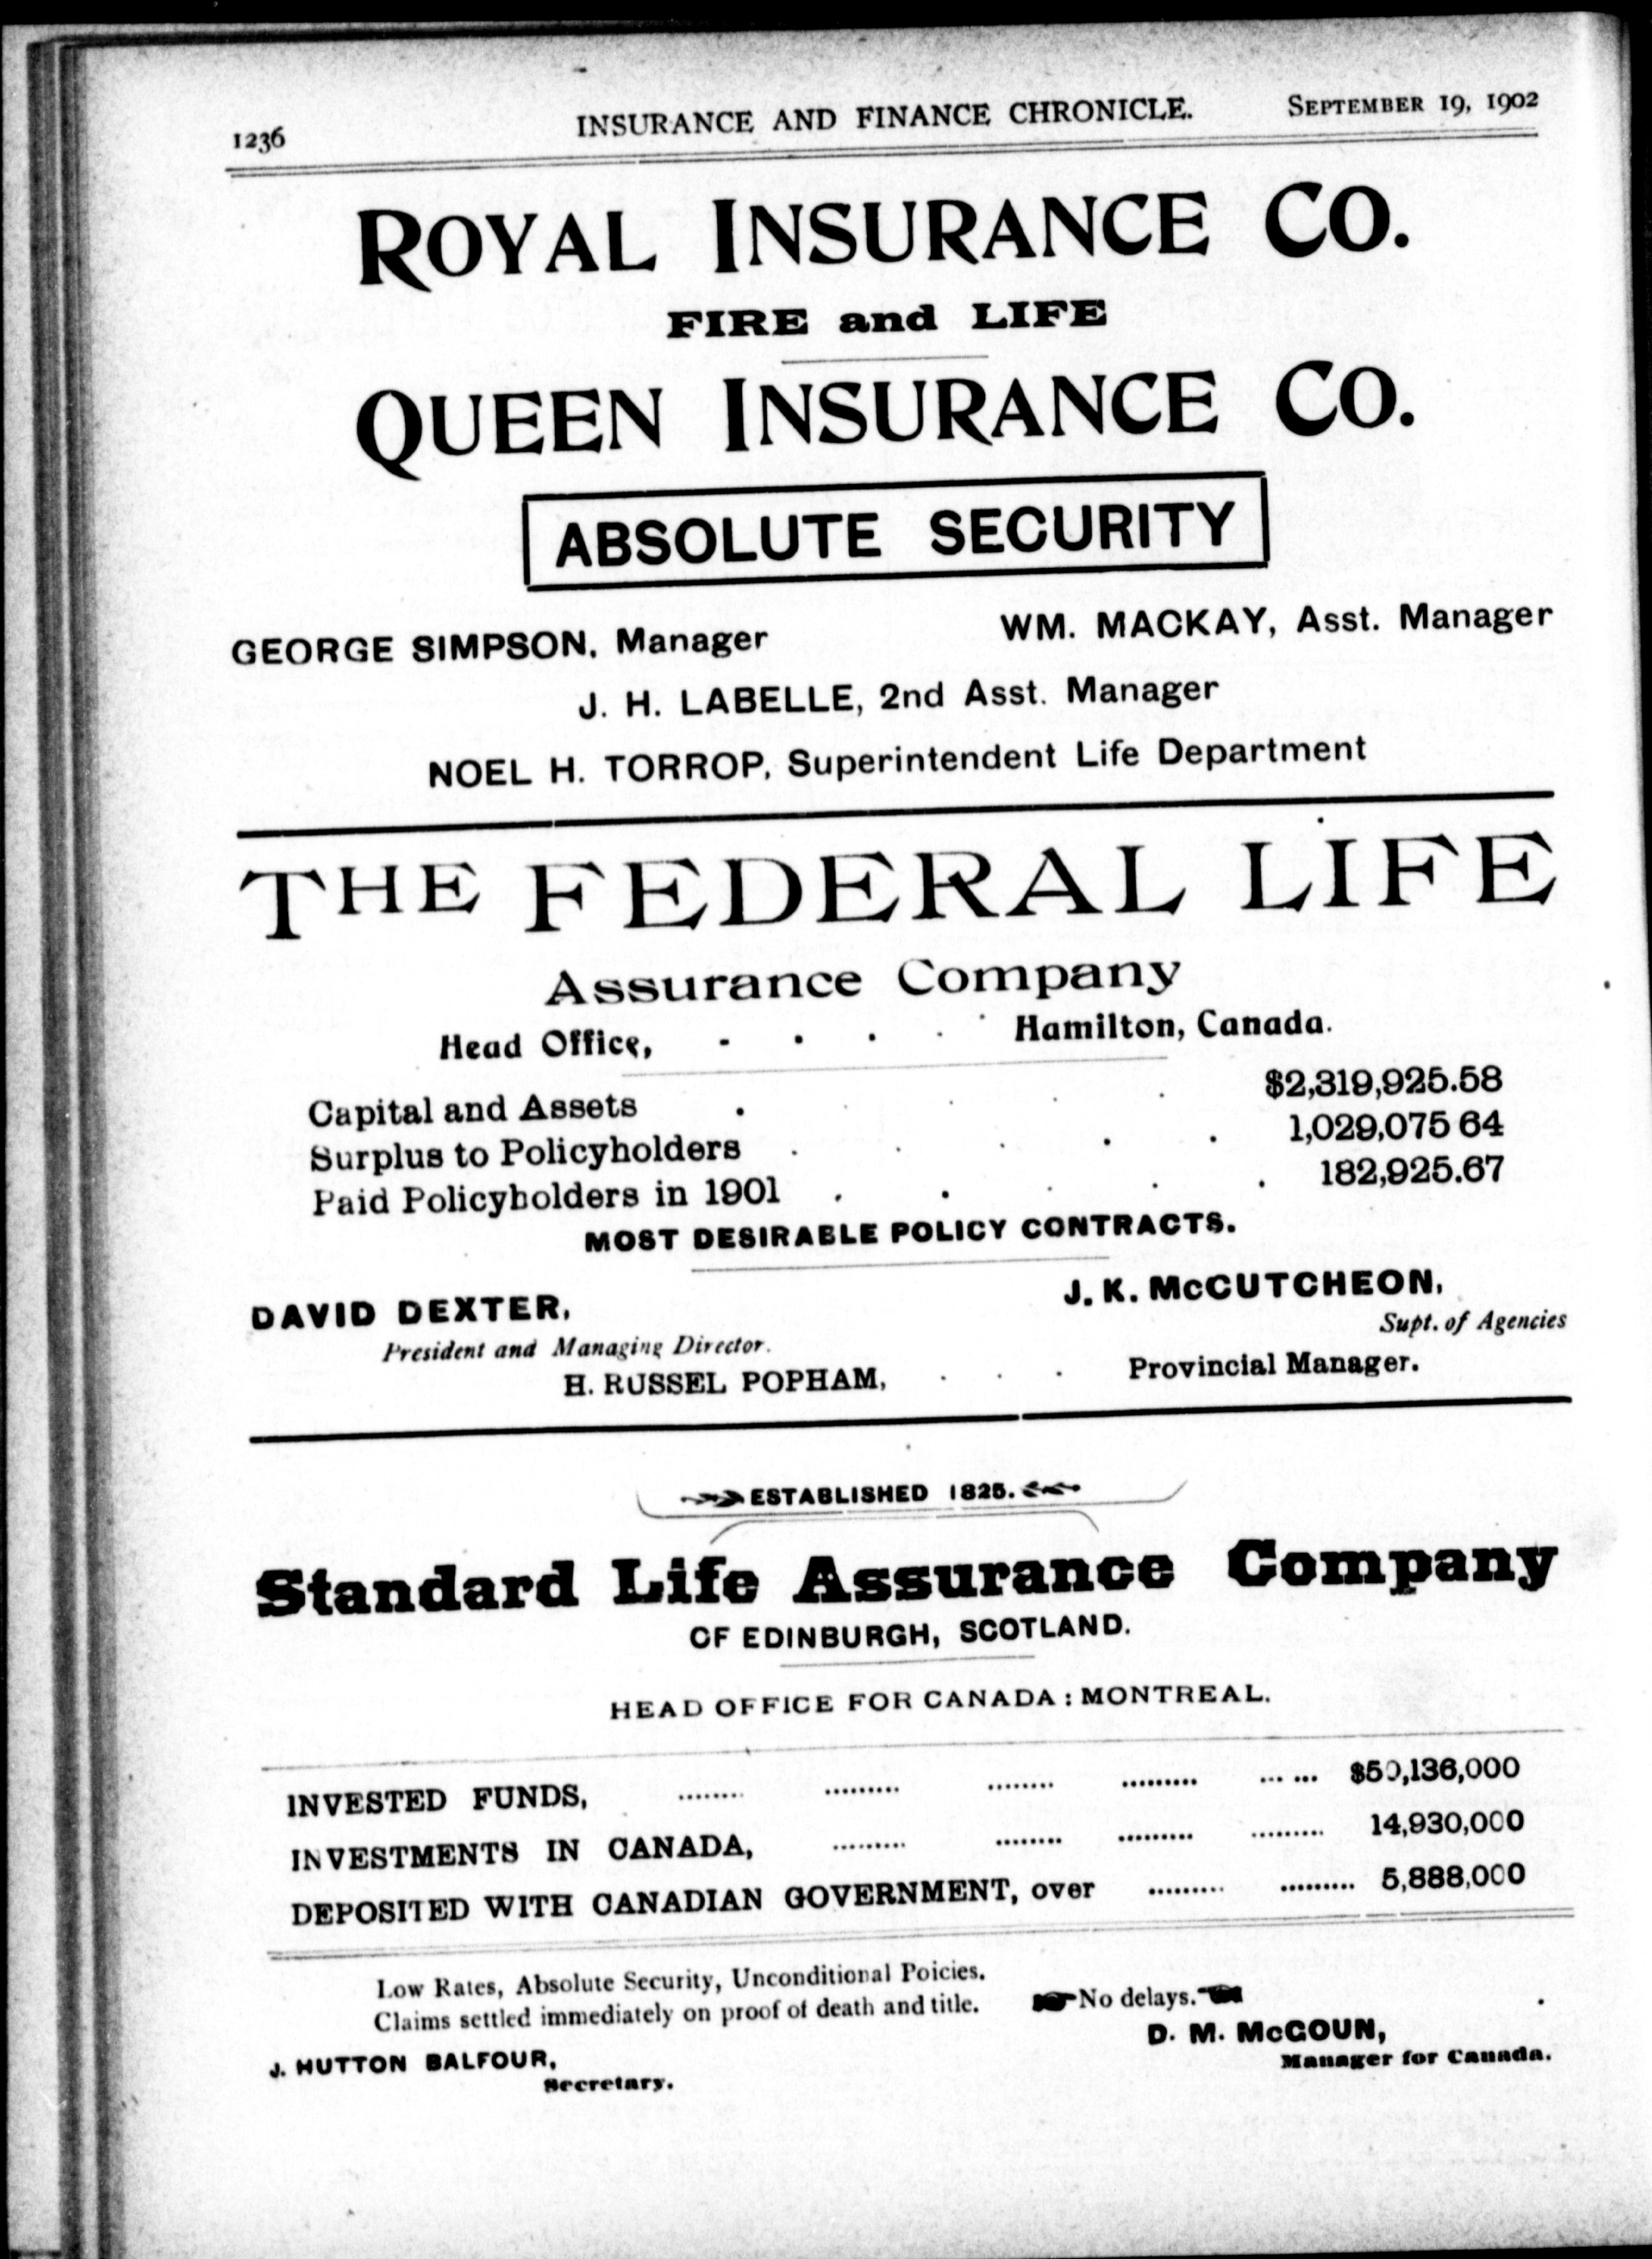 1236 INSURANCE AND FINANCE CHRONICLE. SEPTEMBER 19, 1902
ROYAL INSURANCE CO.
FIRE and LIFE
QUEEN INSURANCE CO.
ABSOLUTE SECURITY
GEORGE SIMPSON, Manager WM. MACKAY, Asst. Manager
J. H. LABELLE, 2nd Asst. Manager
NOEL H. TORROP, Superintendent Life Department
THE FEDERAL LIFE
Assurance Company
Head Office, - - - - Hamilton, Canada.
Capital and Assets . . . . . $2,319,925.58
Surplus to Policyholders . . . . . 1,029,075 64
Paid Policyholders in 1901 . . . . . 182,925.67
MOST DESIRABLE POLICY CONTRACTS.
DAVID DEXTER, J. K. McCUTCHEON,
President and Managing Director. Supt. of Agencies
H. RUSSEL POPHAM, . . . Provincial Manager.
ESTABLISHED 1825.
Standard Life Assurance Company
OF EDINBURGH, SCOTLAND.
HEAD OFFICE FOR CANADA : MONTREAL.
INVESTED FUNDS, ........ ......... ........ ......... ... ... $50,136,000
INVESTMENTS IN CANADA, ......... ........ ......... ......... 14,930,000
DEPOSITED WITH CANADIAN GOVERNMENT, over ......... ......... 5,888,000
Low Rates, Absolute Security, Unconditional Poicies.
Claims settled immediately on proof of death and title. ☛No delays.☚
J. HUTTON BALFOUR, D. M. McGOUN,
Secretary. Manager for Canada.